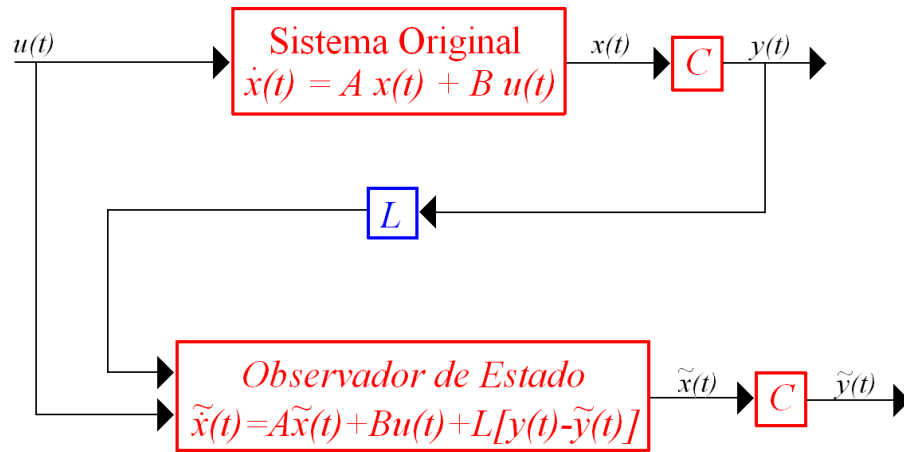 u(t)
Sistema Original
ẋ(t) = A x(t) + B u(t)
x(t)
C
y(t)
L
Observador de Estado
x̃̇(t)=Ax̃(t)+Bu(t)+L[y(t)-ỹ(t)]
x̃(t)
C
ỹ(t)